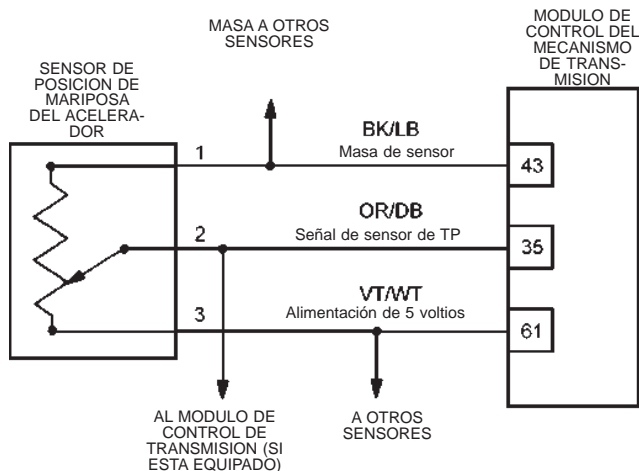 MASA A OTROS
SENSORES
MODULO DE
CONTROL DEL
MECANISMO
DE TRANS-
MISION
SENSOR DE
POSICION DE
MARIPOSA
DEL ACELERA-
DOR
1
BK/LB
Masa de sensor
43
2
OR/DB
Señal de sensor de TP
35
3
VT/WT
Alimentación de 5 voltios
61
AL MODULO DE
CONTROL DE
TRANSMISION (SI
ESTA EQUIPADO)
A OTROS
SENSORES